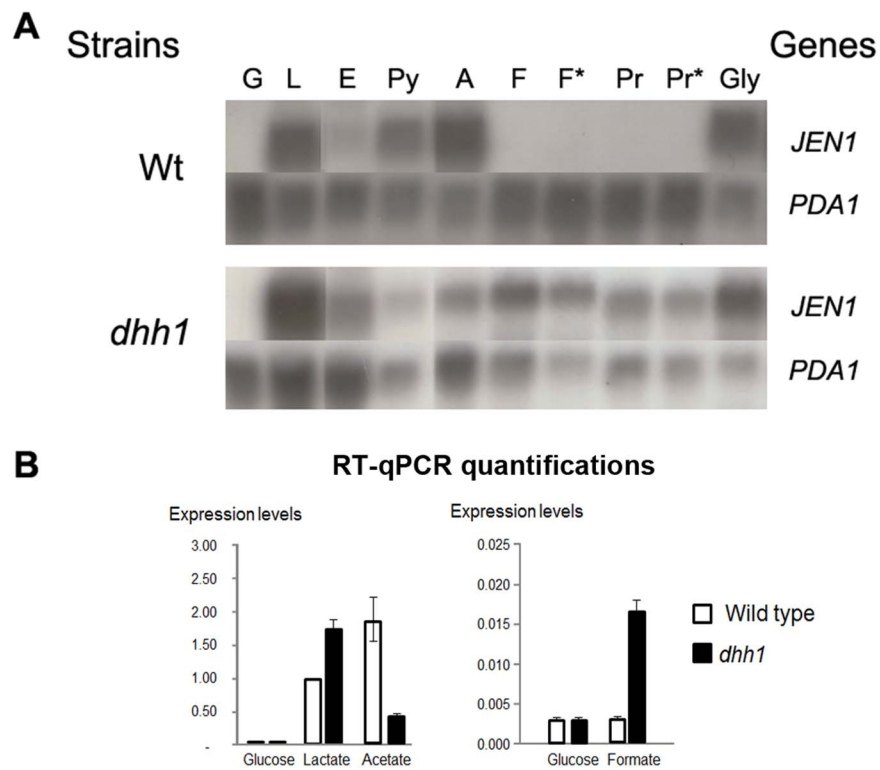 A
Strains
Genes
G L E Py A F F* Pr Pr* Gly
Wt
JEN1
PDA1
dhh1
JEN1
PDA1
B
RT-qPCR quantifications
Expression levels
3.00
2.50
2.00
1.50
1.00
0.50
-
Glucose Lactate Acetate
Expression levels
0.025
0.020
0.015
0.010
0.005
0.000
Glucose Formate
Wild type
dhh1